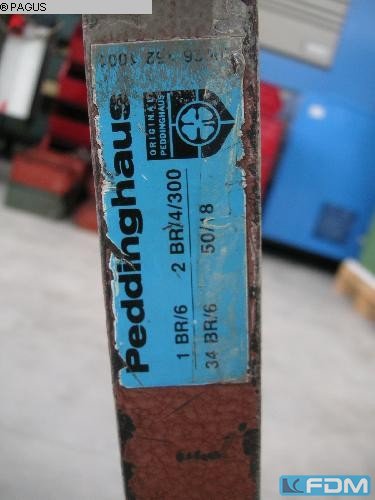 © PAGUS
Peddinghaus
ORIGINAL
PEDDINGHAUS
1 BR/6 2 BR/4/300
34 BR/6 50/18
FDM